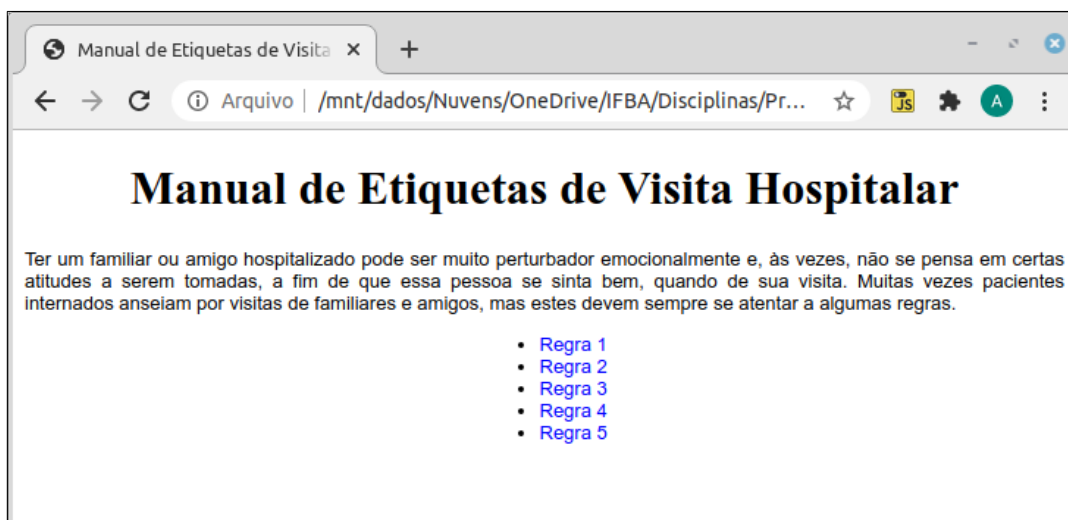 Manual de Etiquetas de Visita
Arquivo | /mnt/dados/Nuvens/OneDrive/IFBA/Disciplinas/Pr...
JS
A
Manual de Etiquetas de Visita Hospitalar
Ter um familiar ou amigo hospitalizado pode ser muito perturbador emocionalmente e, às vezes, não se pensa em certas
atitudes a serem tomadas, a fim de que essa pessoa se sinta bem, quando de sua visita. Muitas vezes pacientes
internados anseiam por visitas de familiares e amigos, mas estes devem sempre se atentar a algumas regras.
• Regra 1
• Regra 2
• Regra 3
• Regra 4
• Regra 5